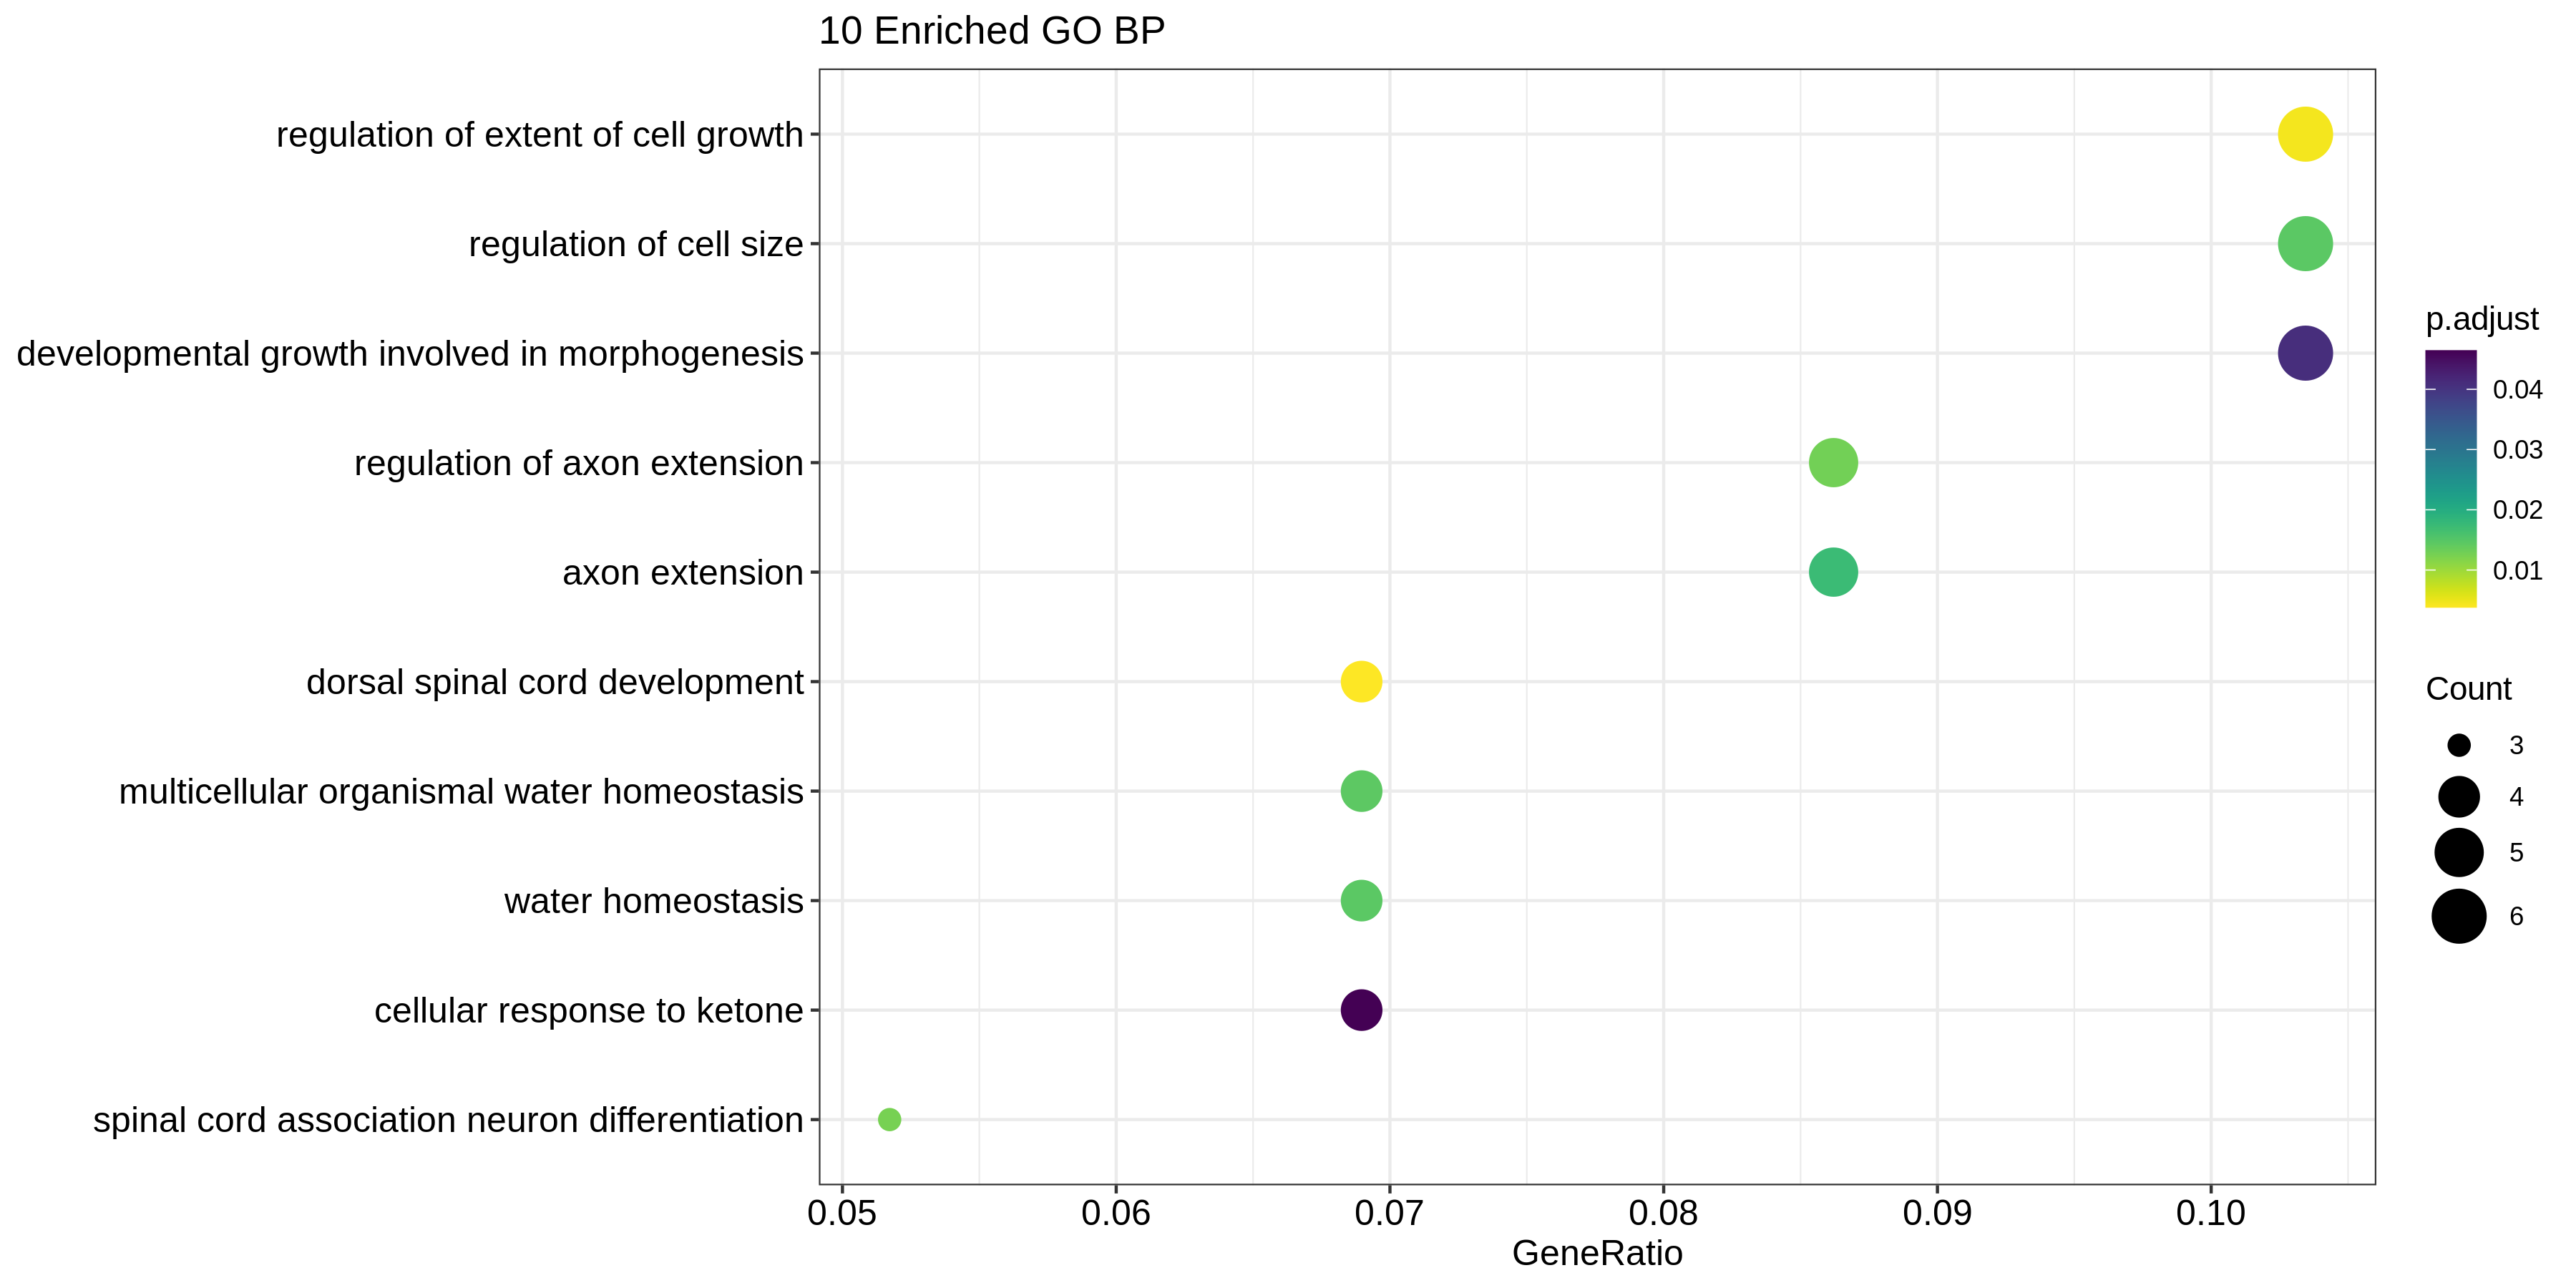 10 Enriched GO BP
regulation of extent of cell growth
regulation of cell size
developmental growth involved in morphogenesis
regulation of axon extension
axon extension
dorsal spinal cord development
multicellular organismal water homeostasis
water homeostasis
cellular response to ketone
spinal cord association neuron differentiation
0.05 0.06 0.07 0.08 0.09 0.10
GeneRatio
p.adjust
0.04
0.03
0.02
0.01
Count
3
4
5
6